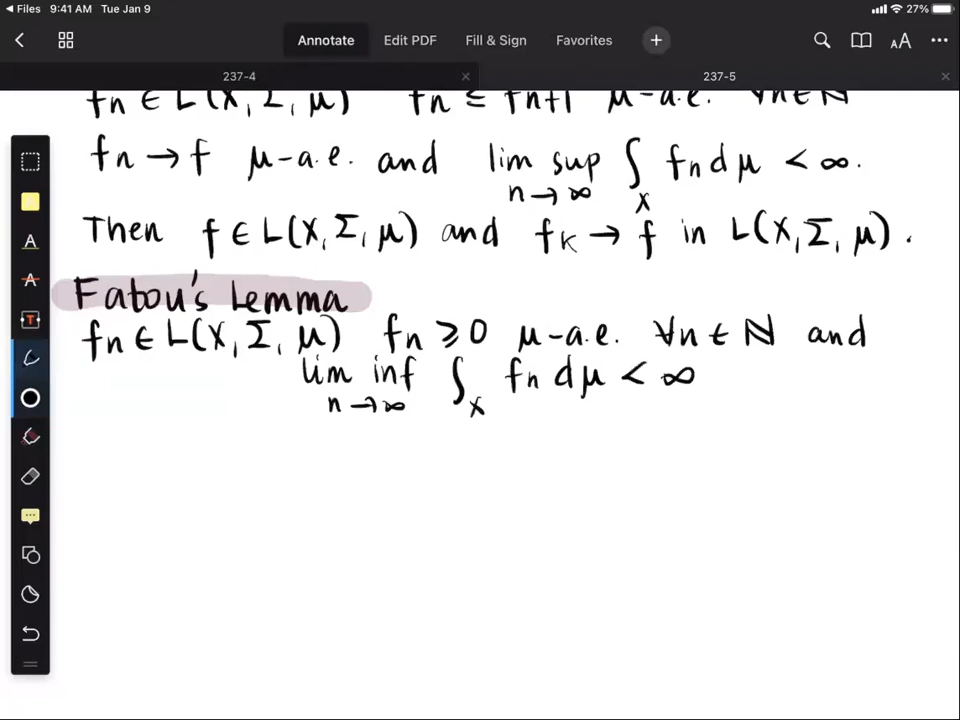 Files 9:41 AM Tue Jan 9 27%
Annotate Edit PDF Fill & Sign Favorites AA
237-4 237-5
fn ∈ L(X, Σ, μ) fn ≤ fn+1 μ-a.e. ∀n∈ℕ
fn → f μ-a.e. and lim sup n→∞ ∫X fn dμ < ∞.
Then f ∈ L(X, Σ, μ) and fk → f in L(X, Σ, μ).
Fatou's Lemma
fn ∈ L(X, Σ, μ) fn ⩾ 0 μ-a.e. ∀n ∈ ℕ and
lim inf n→∞ ∫X fn dμ < ∞